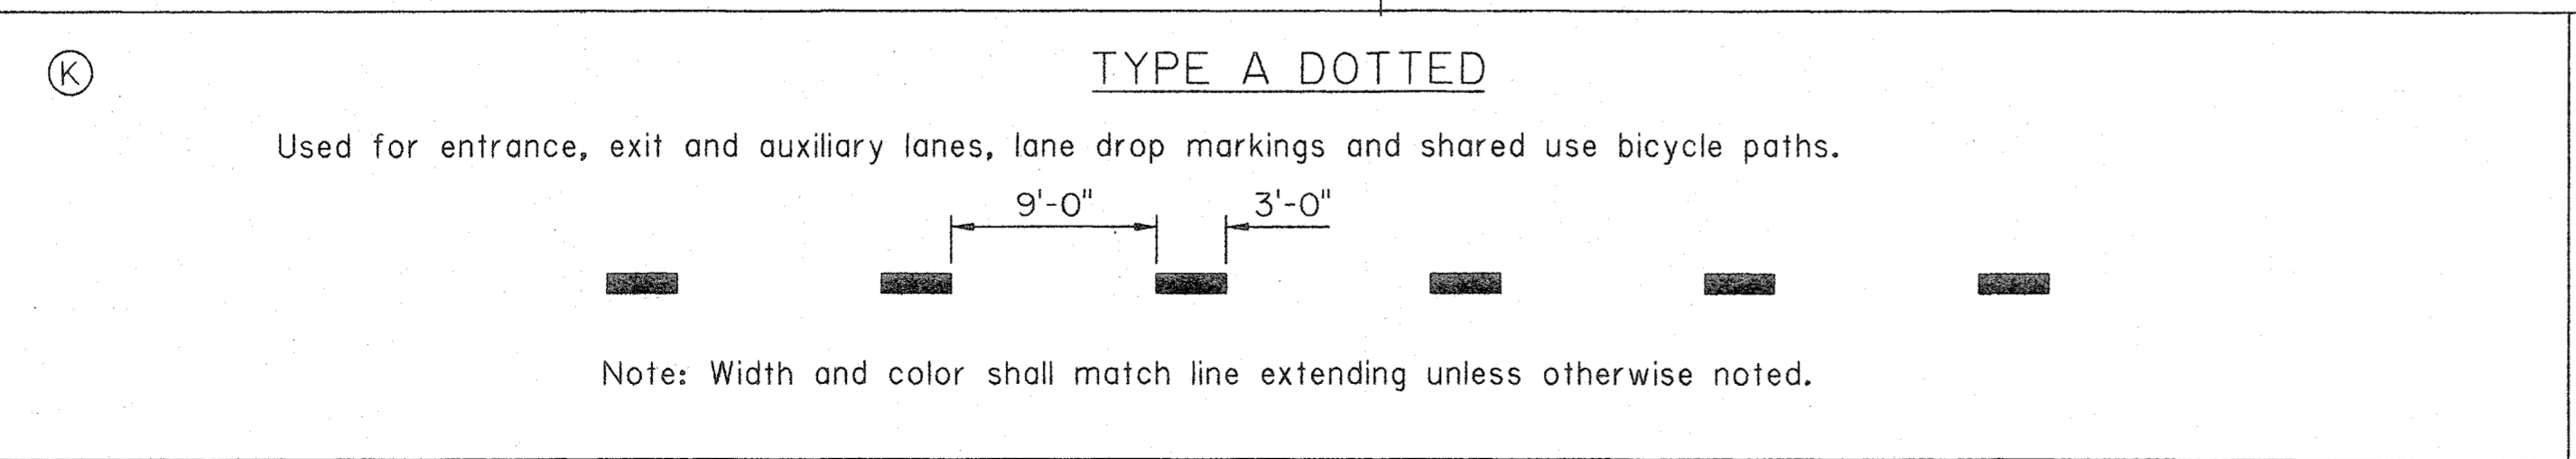 K
TYPE A DOTTED
Used for entrance, exit and auxiliary lanes, lane drop markings and shared use bicycle paths.
9'-0" 3'-0"
Note: Width and color shall match line extending unless otherwise noted.